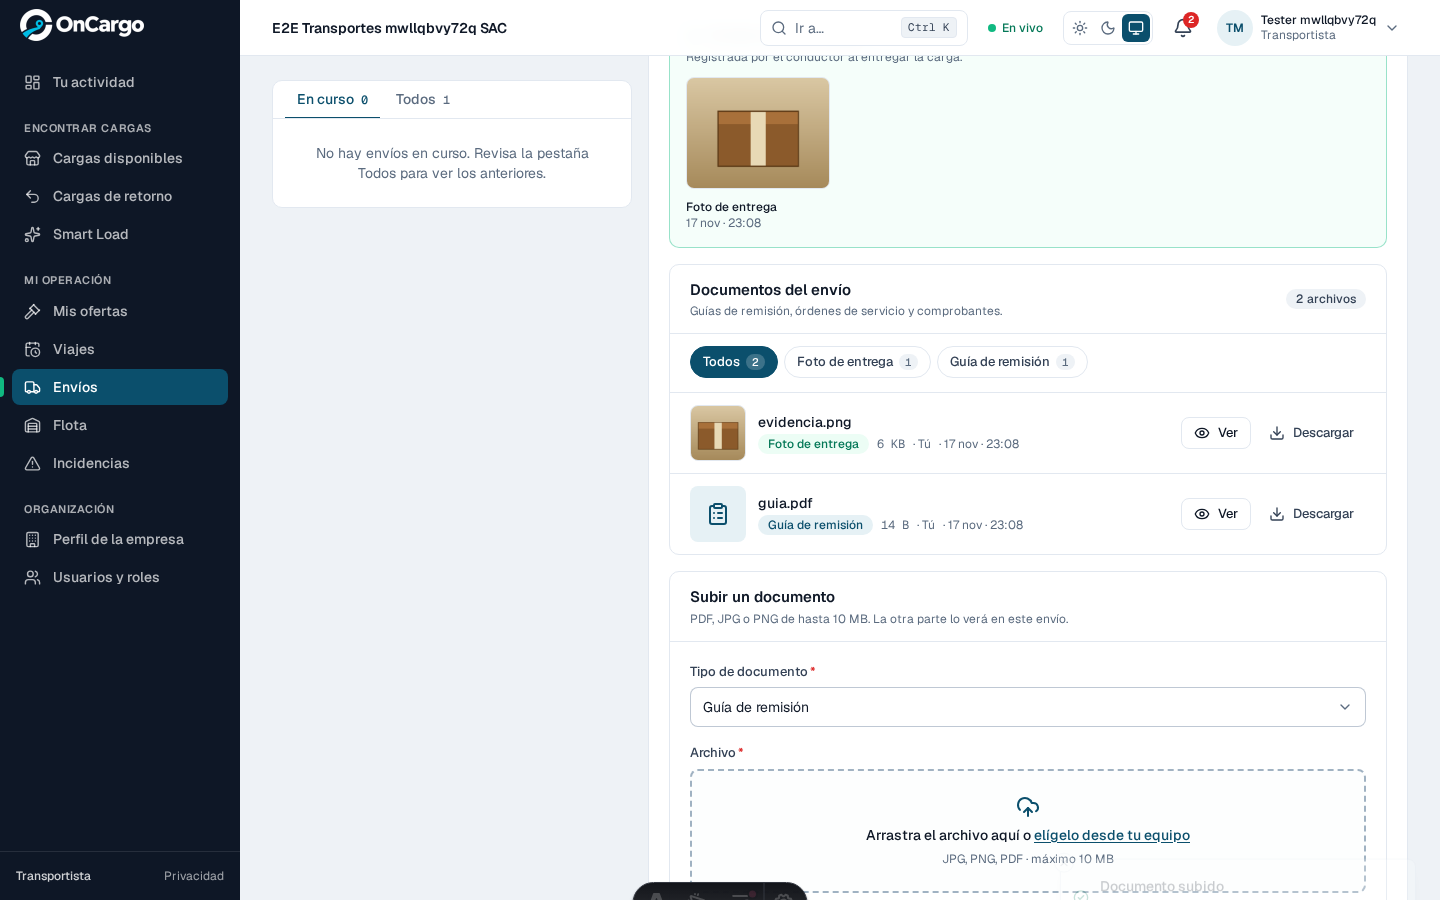 OnCargo
Tu actividad
ENCONTRAR CARGAS
Cargas disponibles
Cargas de retorno
Smart Load
MI OPERACIÓN
Mis ofertas
Viajes
Envíos
Flota
Incidencias
ORGANIZACIÓN
Perfil de la empresa
Usuarios y roles
Transportista
Privacidad
E2E Transportes mwllqbvy72q SAC
Ir a...
Ctrl K
En vivo
2
TM
Tester mwllqbvy72q
Transportista
En curso 0
Todos 1
No hay envíos en curso. Revisa la pestaña
Todos para ver los anteriores.
Registrada por el conductor al entregar la carga.
Foto de entrega
17 nov · 23:08
Documentos del envío
Guías de remisión, órdenes de servicio y comprobantes.
2 archivos
Todos 2
Foto de entrega 1
Guía de remisión 1
evidencia.png
Foto de entrega 6 KB · Tú · 17 nov · 23:08
Ver
Descargar
guia.pdf
Guía de remisión 14 B · Tú · 17 nov · 23:08
Ver
Descargar
Subir un documento
PDF, JPG o PNG de hasta 10 MB. La otra parte lo verá en este envío.
Tipo de documento *
Guía de remisión
Archivo *
Arrastra el archivo aquí o elígelo desde tu equipo
JPG, PNG, PDF · máximo 10 MB
Documento subido